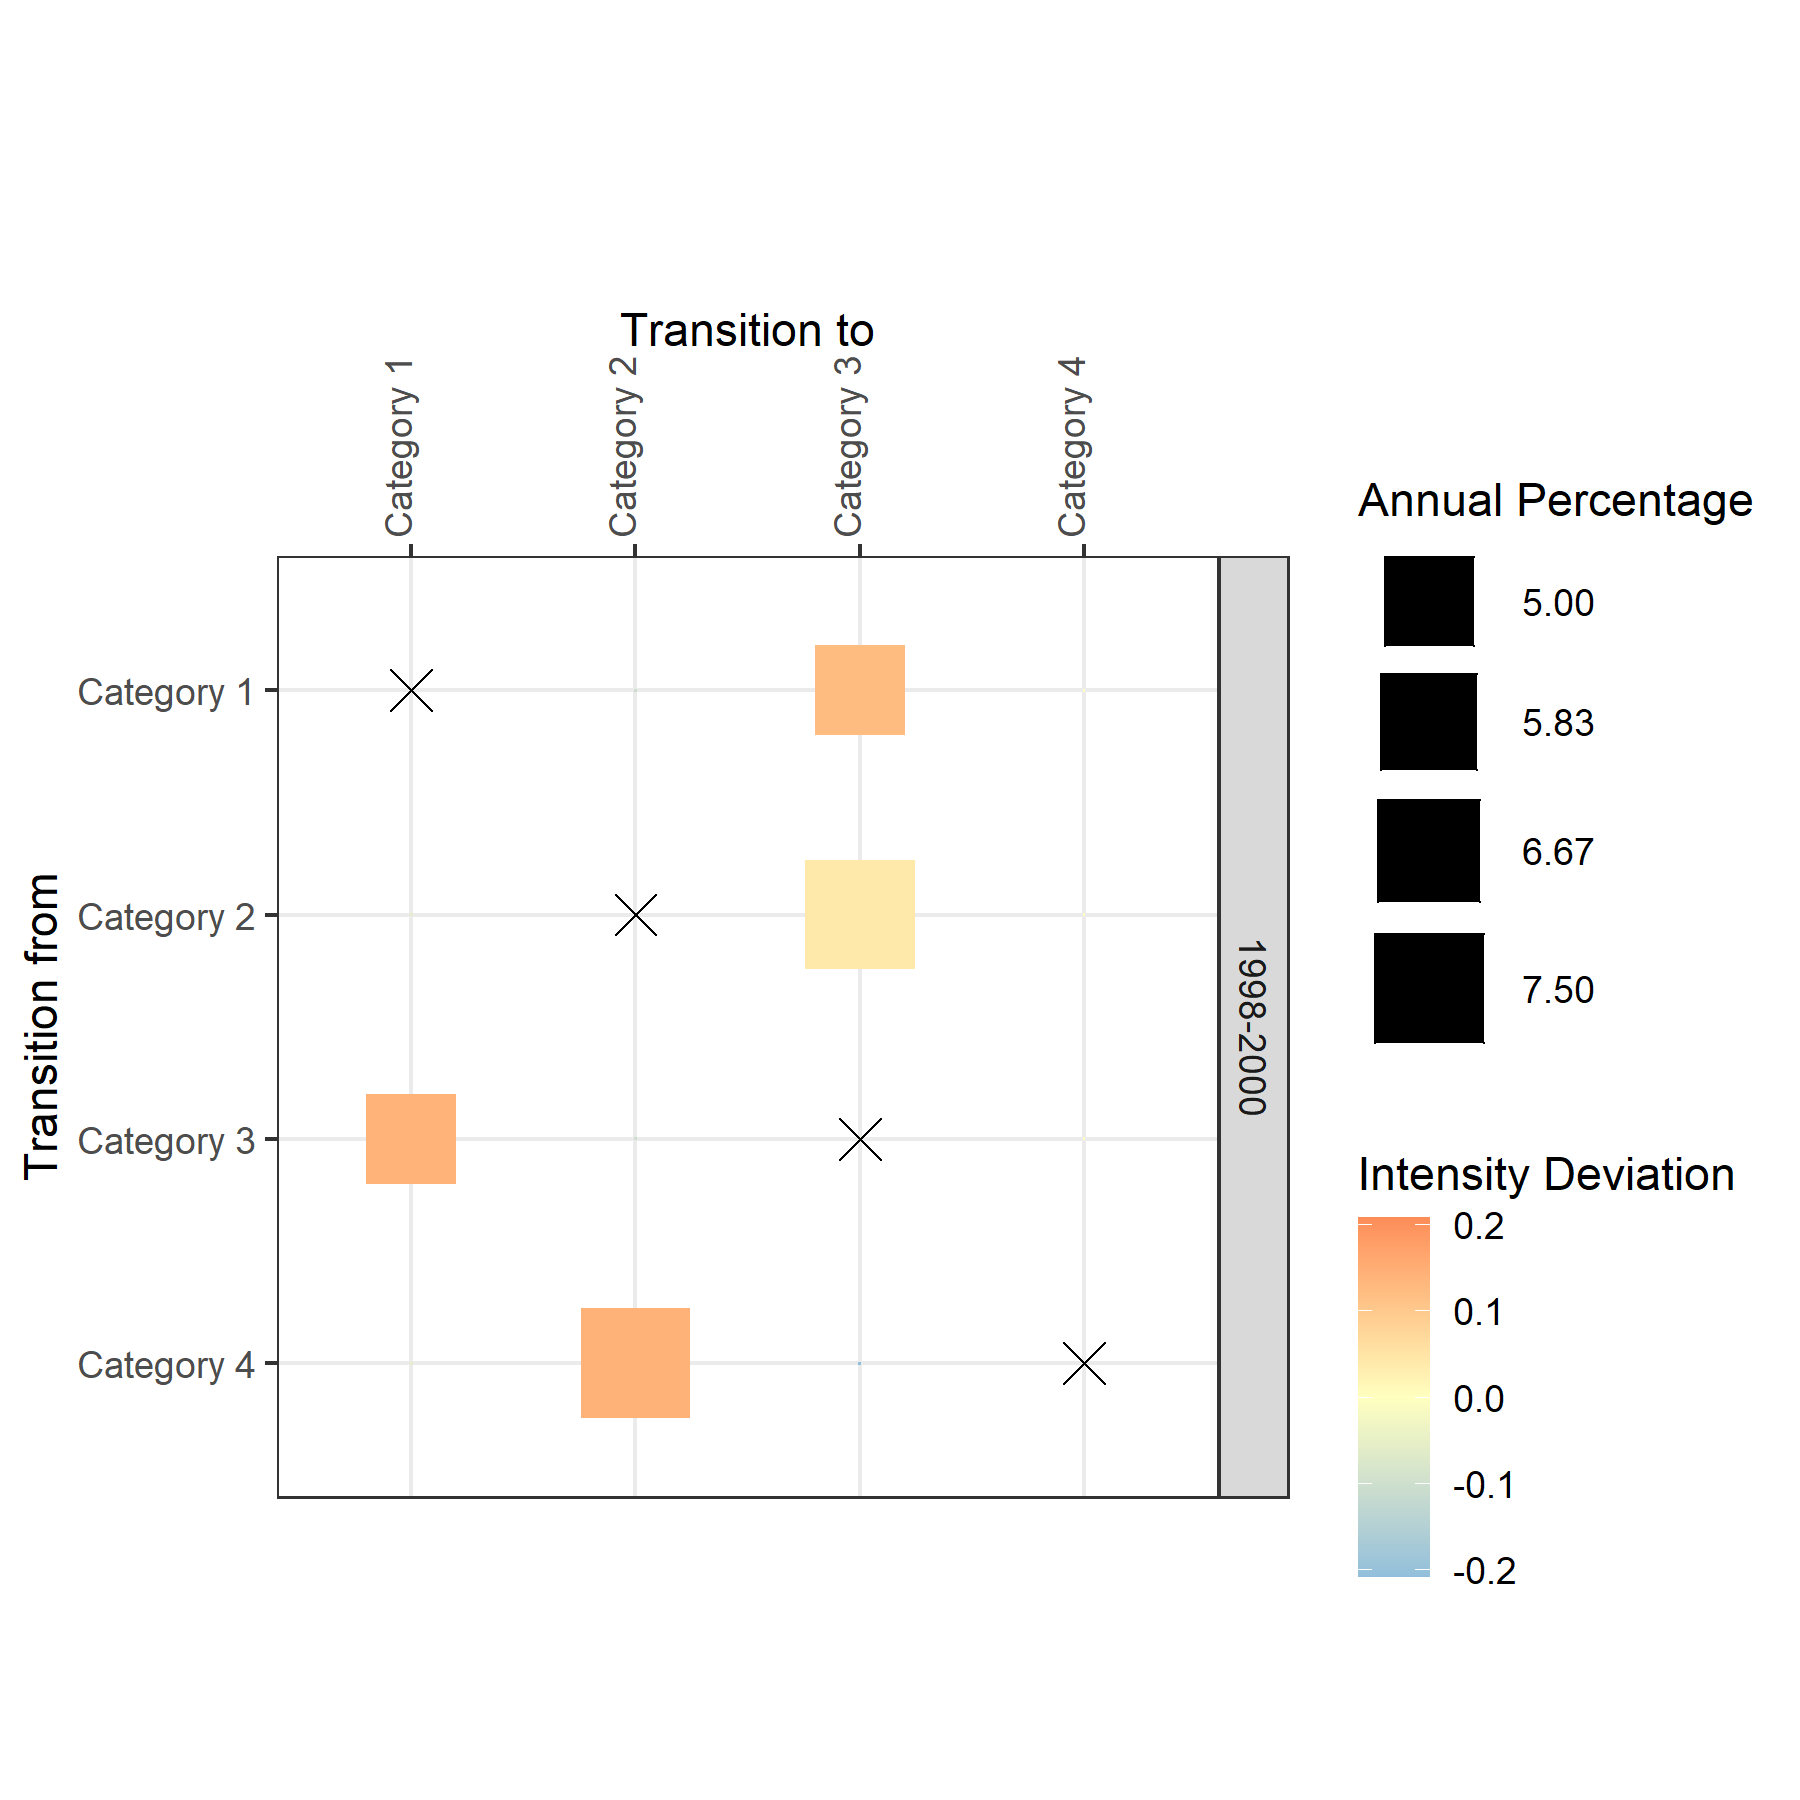 Transition to
Category 1
Category 2
Category 3
Category 4
Transition from
Category 1
Category 2
Category 3
Category 4
1998-2000
Annual Percentage
5.00
5.83
6.67
7.50
Intensity Deviation
0.2
0.1
0.0
-0.1
-0.2